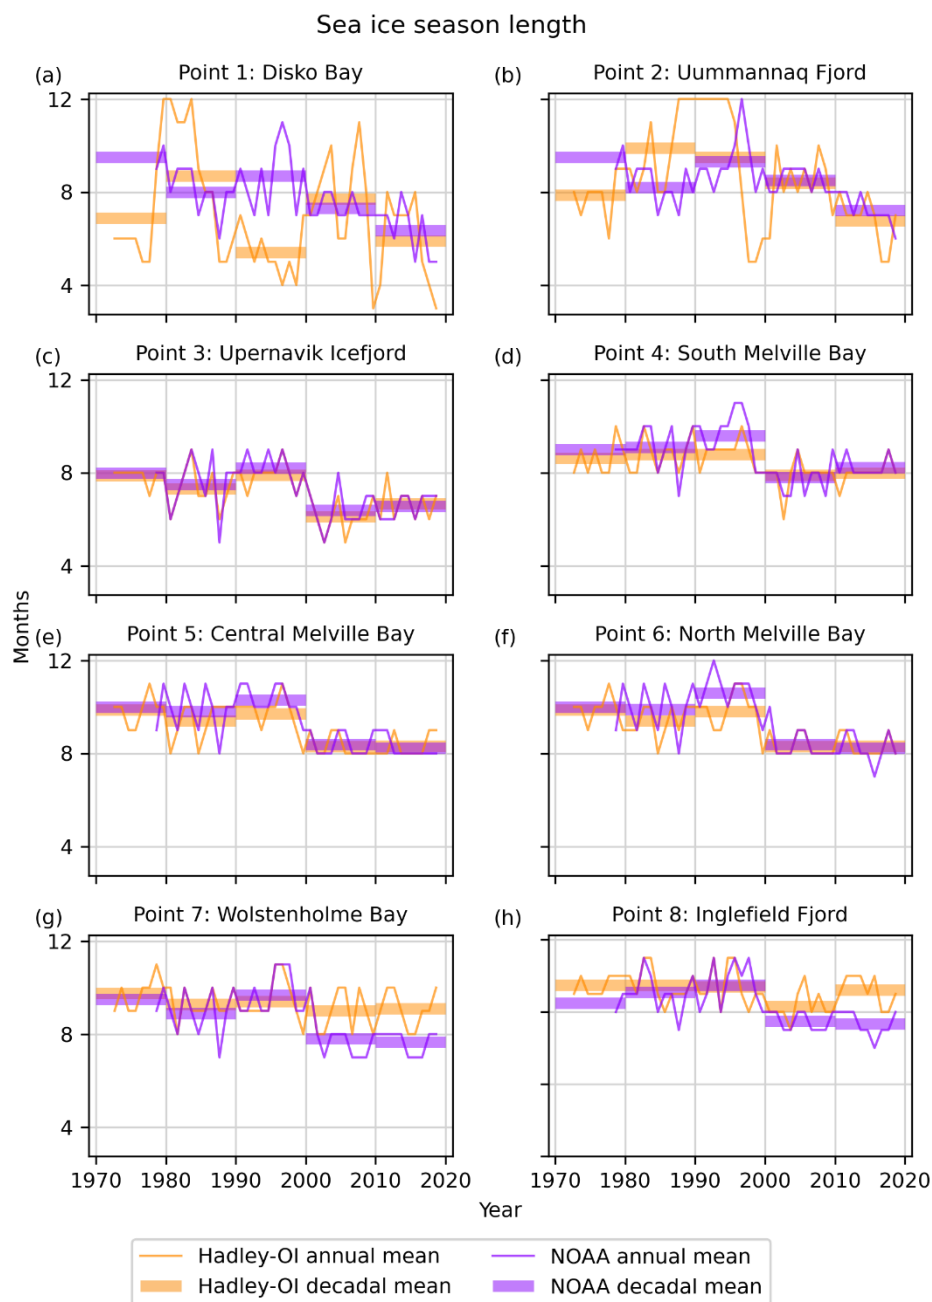 Sea ice season length
(a) Point 1: Disko Bay
(b) Point 2: Uummannaq Fjord
12
8
4
(c) Point 3: Upernavik Icefjord
(d) Point 4: South Melville Bay
12
8
4
Months
(e) Point 5: Central Melville Bay
(f) Point 6: North Melville Bay
12
8
4
(g) Point 7: Wolstenholme Bay
(h) Point 8: Inglefield Fjord
12
8
4
1970 1980 1990 2000 2010 2020
1970 1980 1990 2000 2010 2020
Year
Hadley-OI annual mean
Hadley-OI decadal mean
NOAA annual mean
NOAA decadal mean